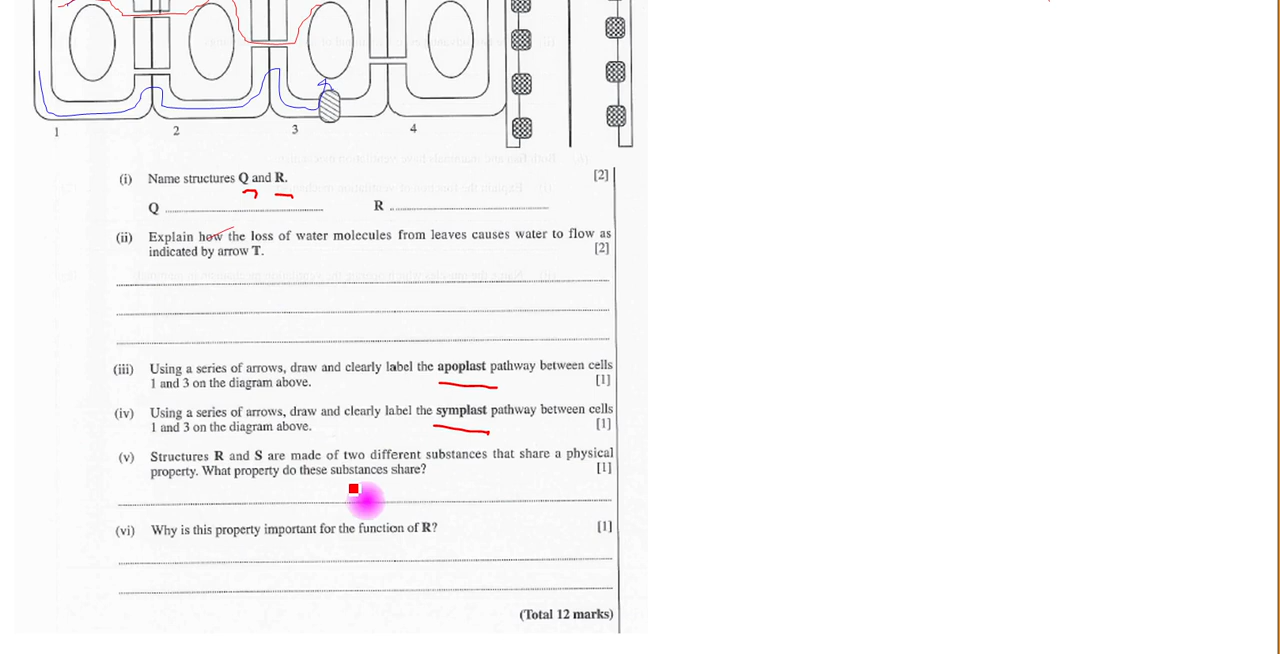 1 2 3 4
(i) Name structures Q and R. [2]
Q ........................................ R ........................................
(ii) Explain how the loss of water molecules from leaves causes water to flow as
indicated by arrow T. [2]
(iii) Using a series of arrows, draw and clearly label the apoplast pathway between cells
1 and 3 on the diagram above. [1]
(iv) Using a series of arrows, draw and clearly label the symplast pathway between cells
1 and 3 on the diagram above. [1]
(v) Structures R and S are made of two different substances that share a physical
property. What property do these substances share? [1]
(vi) Why is this property important for the function of R? [1]
(Total 12 marks)